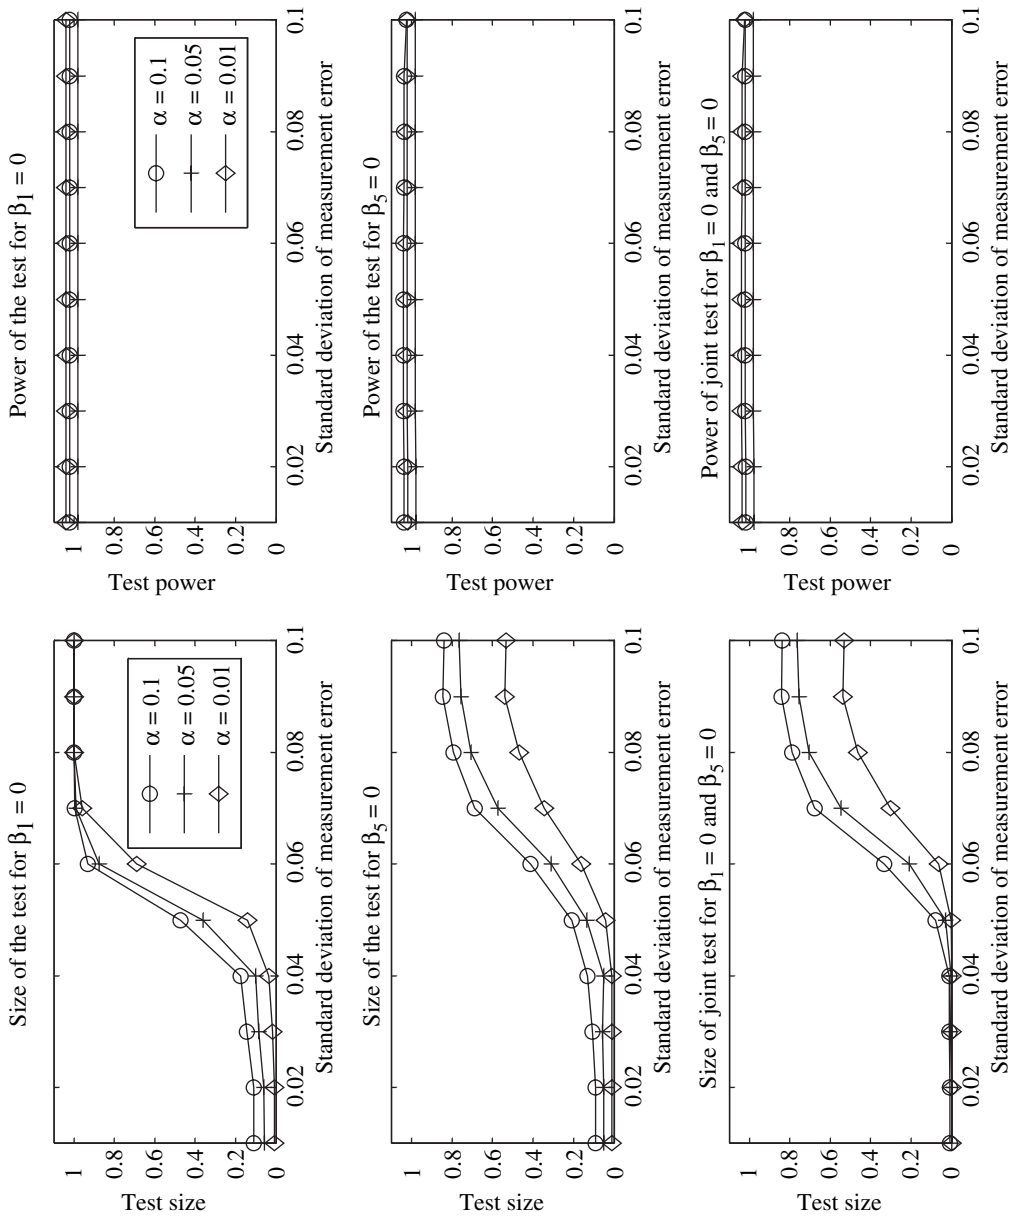 Size of the test for β1 = 0
Test size
1
0.8
0.6
0.4
0.2
0
0.02
0.04
0.06
0.08
0.1
Standard deviation of measurement error
α = 0.1
α = 0.05
α = 0.01
Power of the test for β1 = 0
Test power
1
0.8
0.6
0.4
0.2
0
0.02
0.04
0.06
0.08
0.1
Standard deviation of measurement error
α = 0.1
α = 0.05
α = 0.01
Size of the test for β5 = 0
Test size
1
0.8
0.6
0.4
0.2
0
0.02
0.04
0.06
0.08
0.1
Standard deviation of measurement error
Power of the test for β5 = 0
Test power
1
0.8
0.6
0.4
0.2
0
0.02
0.04
0.06
0.08
0.1
Standard deviation of measurement error
Size of joint test for β1 = 0 and β5 = 0
Test size
1
0.8
0.6
0.4
0.2
0
0.02
0.04
0.06
0.08
0.1
Standard deviation of measurement error
Power of joint test for β1 = 0 and β5 = 0
Test power
1
0.8
0.6
0.4
0.2
0
0.02
0.04
0.06
0.08
0.1
Standard deviation of measurement error